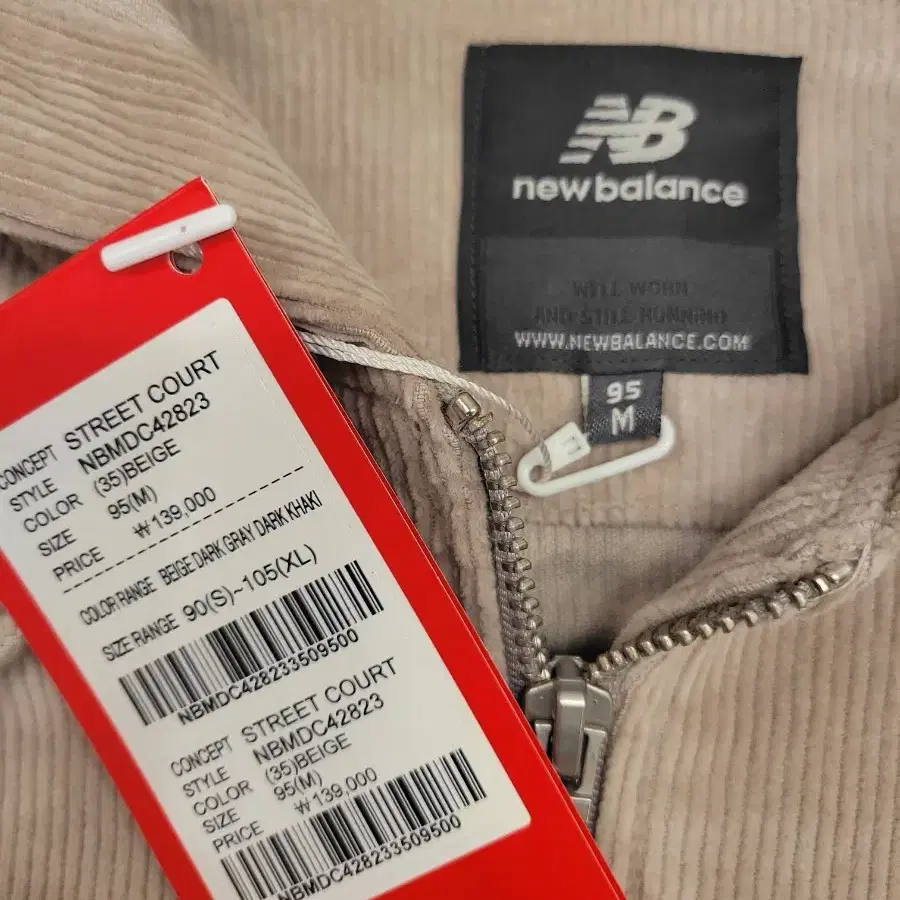 NB
new balance
WELL WORN
AND STILL RUNNING
WWW.NEWBALANCE.COM
95
M
CONCEPT STREET COURT
STYLE NBMDC42823
COLOR (35)BEIGE
SIZE 95(M)
PRICE ₩139,000
COLOR RANGE BEIGE DARK GRAY DARK KHAKI
SIZE RANGE 90(S)~105(XL)
NBMDC428233509500
CONCEPT STREET COURT
STYLE NBMDC42823
COLOR (35)BEIGE
SIZE 95(M)
PRICE ₩139,000
NBMDC428233509500